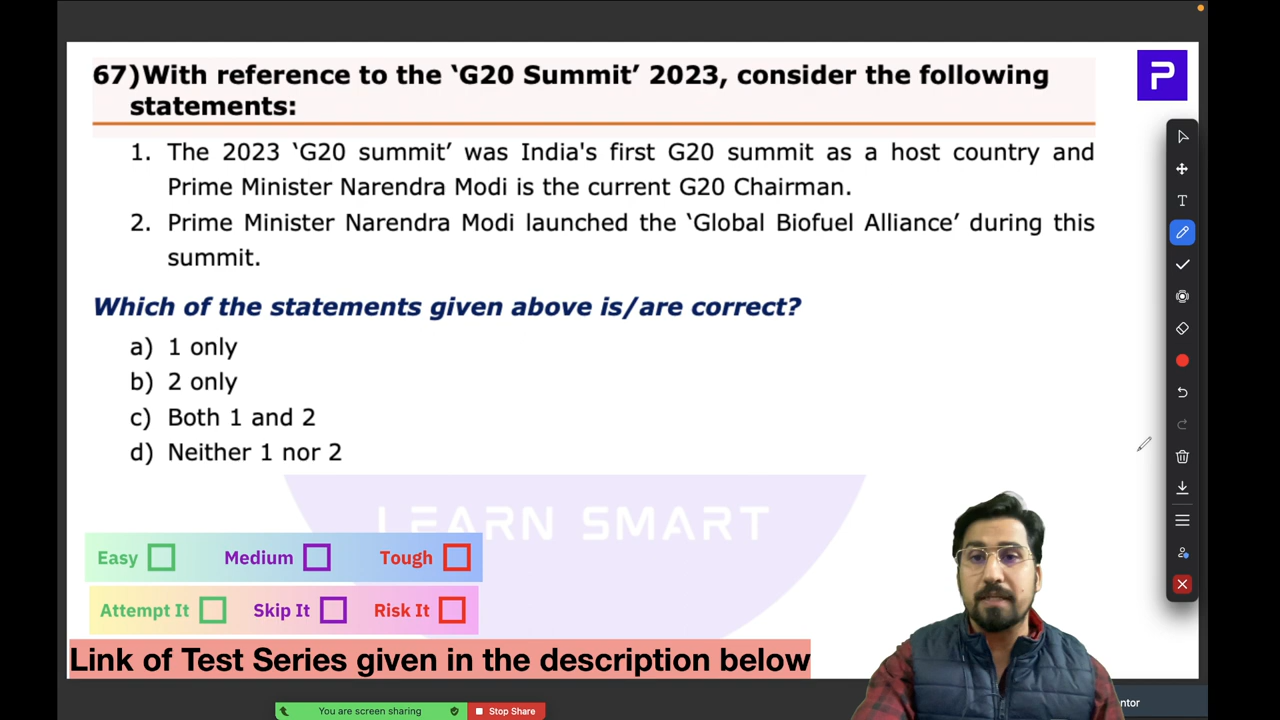 67)With reference to the ‘G20 Summit’ 2023, consider the following
statements:
1. The 2023 ‘G20 summit’ was India's first G20 summit as a host country and
Prime Minister Narendra Modi is the current G20 Chairman.
2. Prime Minister Narendra Modi launched the ‘Global Biofuel Alliance’ during this
summit.
Which of the statements given above is/are correct?
a) 1 only
b) 2 only
c) Both 1 and 2
d) Neither 1 nor 2
LEARN SMART
Easy Medium Tough
Attempt It Skip It Risk It
Link of Test Series given in the description below
You are screen sharing Stop Share